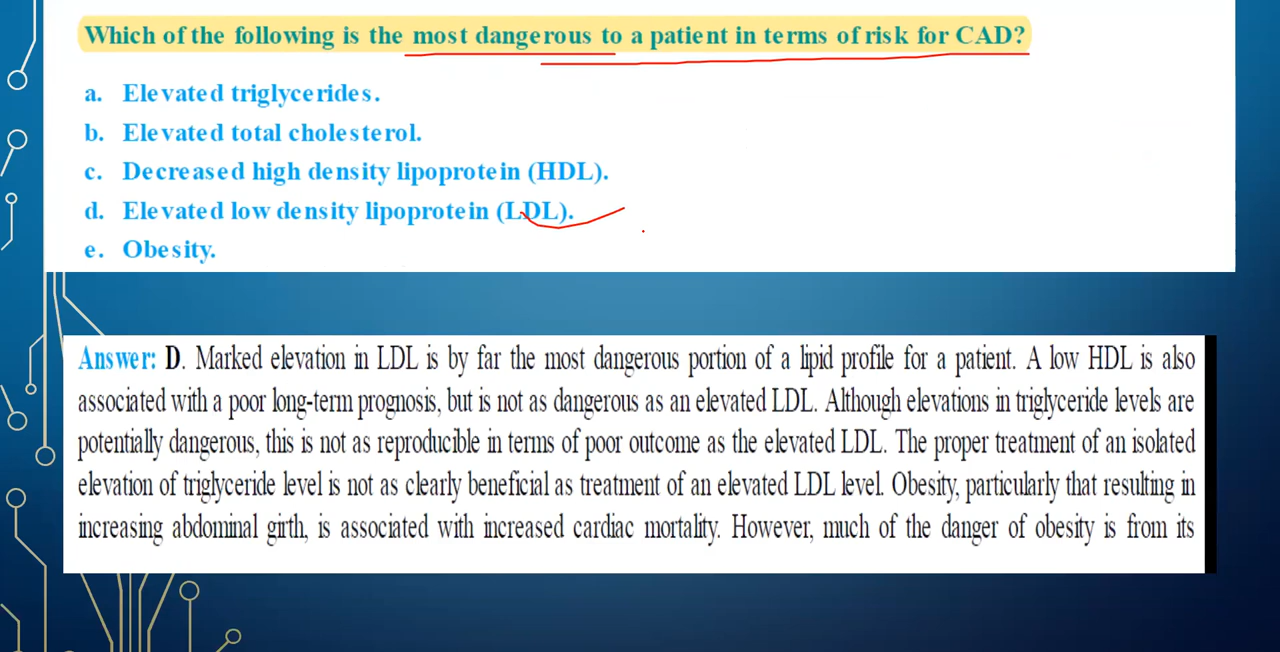 Which of the following is the most dangerous to a patient in terms of risk for CAD?
a. Elevated triglycerides.
b. Elevated total cholesterol.
c. Decreased high density lipoprotein (HDL).
d. Elevated low density lipoprotein (LDL).
e. Obesity.
Answer: D. Marked elevation in LDL is by far the most dangerous portion of a lipid profile for a patient. A low HDL is also
associated with a poor long-term prognosis, but is not as dangerous as an elevated LDL. Although elevations in triglyceride levels are
potentially dangerous, this is not as reproducible in terms of poor outcome as the elevated LDL. The proper treatment of an isolated
elevation of triglyceride level is not as clearly beneficial as treatment of an elevated LDL level. Obesity, particularly that resulting in
increasing abdominal girth, is associated with increased cardiac mortality. However, much of the danger of obesity is from its